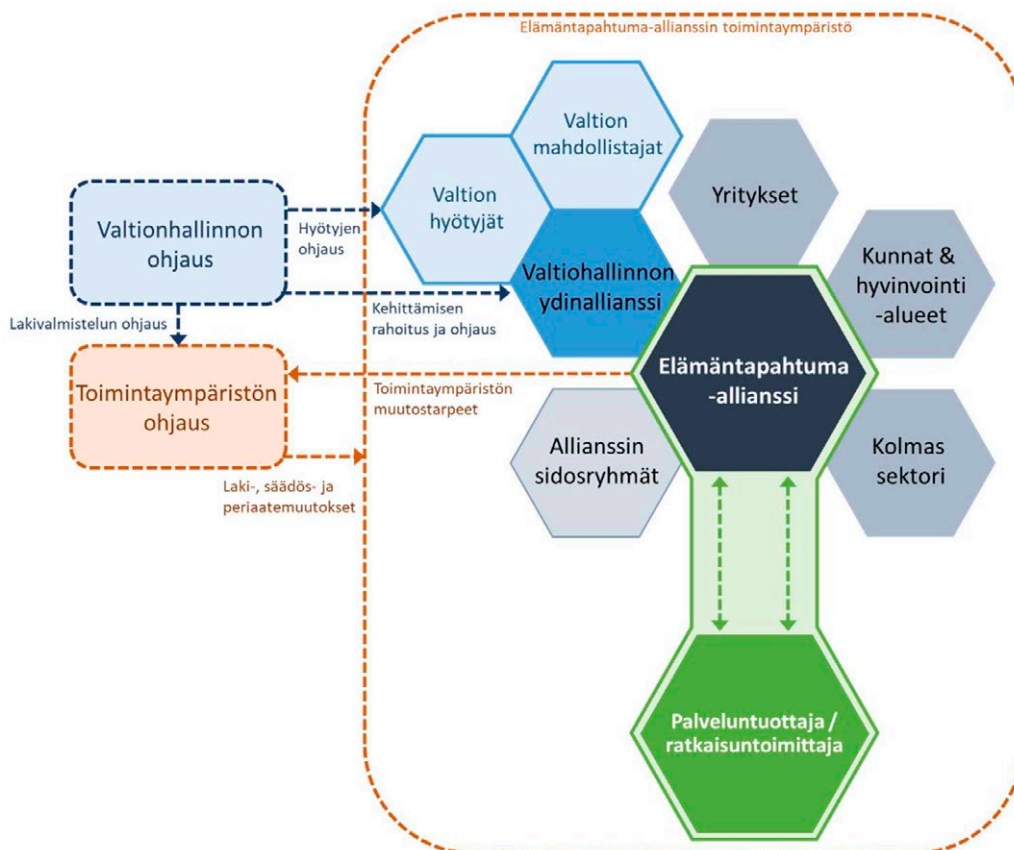 Elämäntapahtuma-allianssin toimintaympäristö
Valtion
mahdollistajat
Valtion
hyötyjät
Yritykset
Valtionhallinnon
ohjaus
Hyötyjen
ohjaus
Valtiohallinnon
ydinallianssi
Kunnat &
hyvinvointi
-alueet
Kehittämisen
rahoitus ja ohjaus
Lakivalmistelun ohjaus
Elämäntapahtuma
-allianssi
Toimintaympäristön
ohjaus
Toimintaympäristön
muutostarpeet
Allianssin
sidosryhmät
Kolmas
sektori
Laki-, säädös- ja
periaatemuutokset
Palveluntuottaja /
ratkaisuntoimittaja